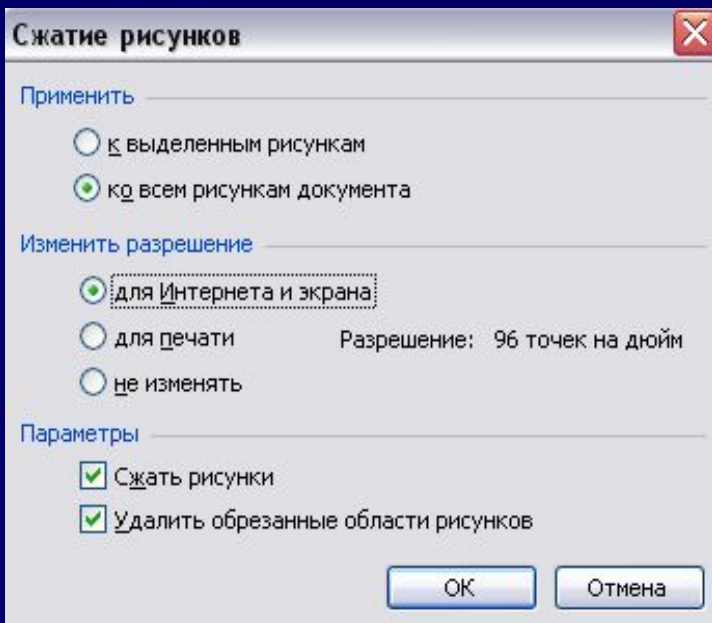 Сжатие рисунков
Применить
к выделенным рисункам
ко всем рисункам документа
Изменить разрешение
для Интернета и экрана
для печати Разрешение: 96 точек на дюйм
не изменять
Параметры
Сжать рисунки
Удалить обрезанные области рисунков
ОК Отмена